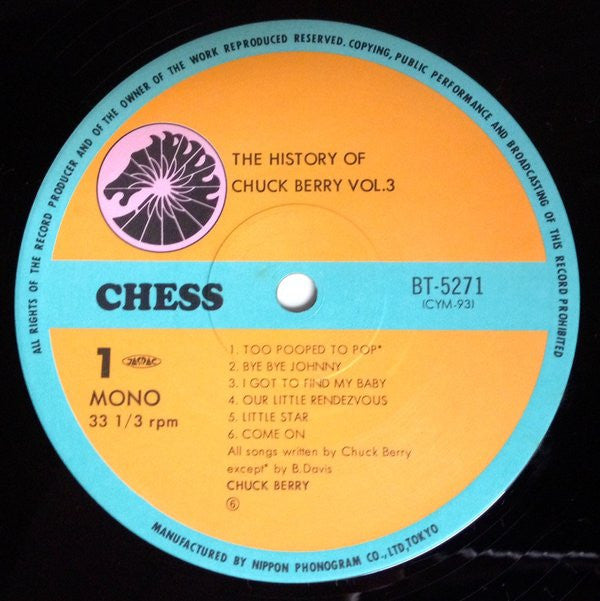 ALL RIGHTS OF THE RECORD PRODUCER AND OF THE OWNER OF THE WORK REPRODUCED RESERVED. COPYING, PUBLIC PERFORMANCE AND BROADCASTING OF THIS RECORD PROHIBITED
THE HISTORY OF
CHUCK BERRY VOL.3
CHESS
BT-5271
(CYM-93)
1 JASRAC
MONO
33 1/3 rpm
1. TOO POOPED TO POP*
2. BYE BYE JOHNNY
3. I GOT TO FIND MY BABY
4. OUR LITTLE RENDEZVOUS
5. LITTLE STAR
6. COME ON
All songs written by Chuck Berry
except* by B.Davis
CHUCK BERRY
Ⓟ
MANUFACTURED BY NIPPON PHONOGRAM CO.,LTD,TOKYO